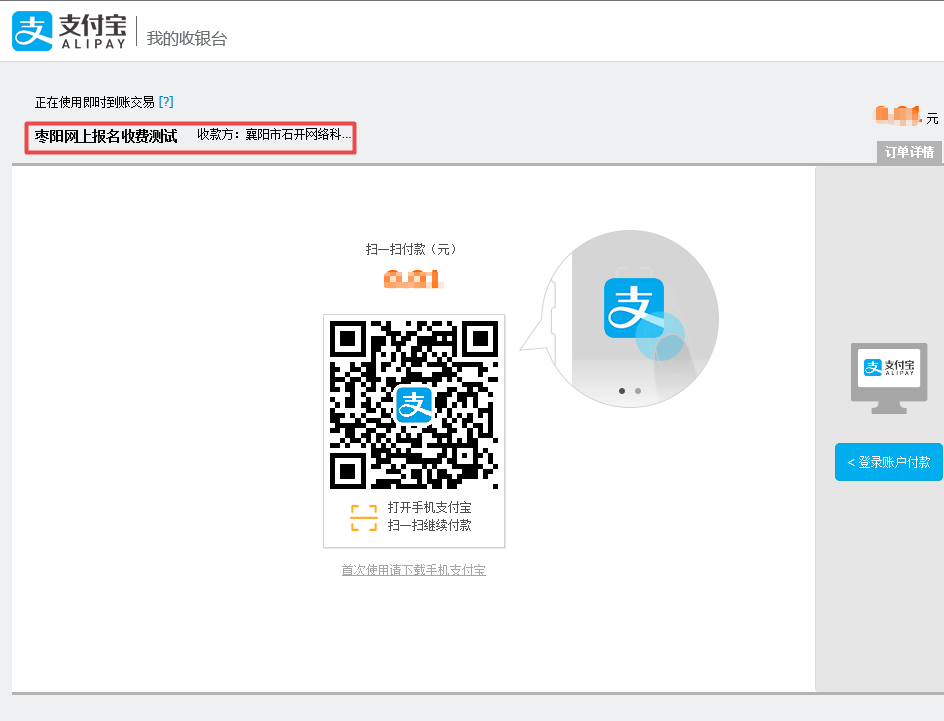 支付宝
ALIPAY
我的收银台
正在使用即时到账交易 [?]
枣阳网上报名收费测试 收款方：襄阳市石开网络科...
元
订单详情
扫一扫付款（元）
支
支
打开手机支付宝
扫一扫继续付款
首次使用请下载手机支付宝
支付宝
ALIPAY
< 登录账户付款